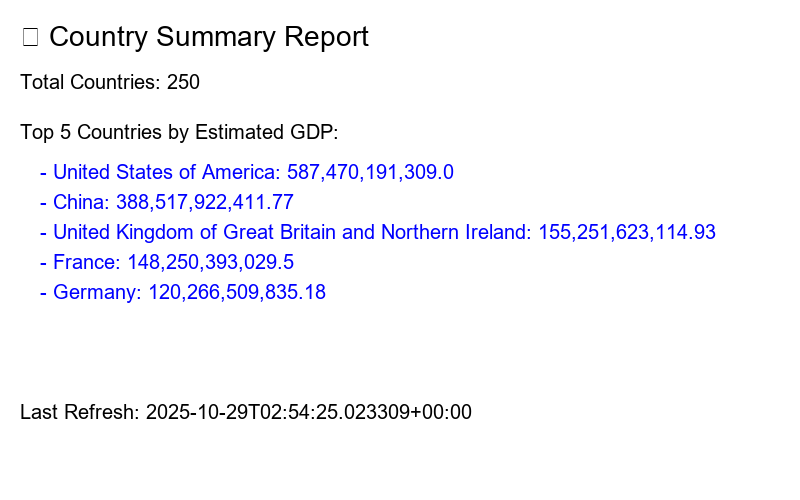 Country Summary Report
Total Countries: 250
Top 5 Countries by Estimated GDP:
- United States of America: 587,470,191,309.0
- China: 388,517,922,411.77
- United Kingdom of Great Britain and Northern Ireland: 155,251,623,114.93
- France: 148,250,393,029.5
- Germany: 120,266,509,835.18
Last Refresh: 2025-10-29T02:54:25.023309+00:00